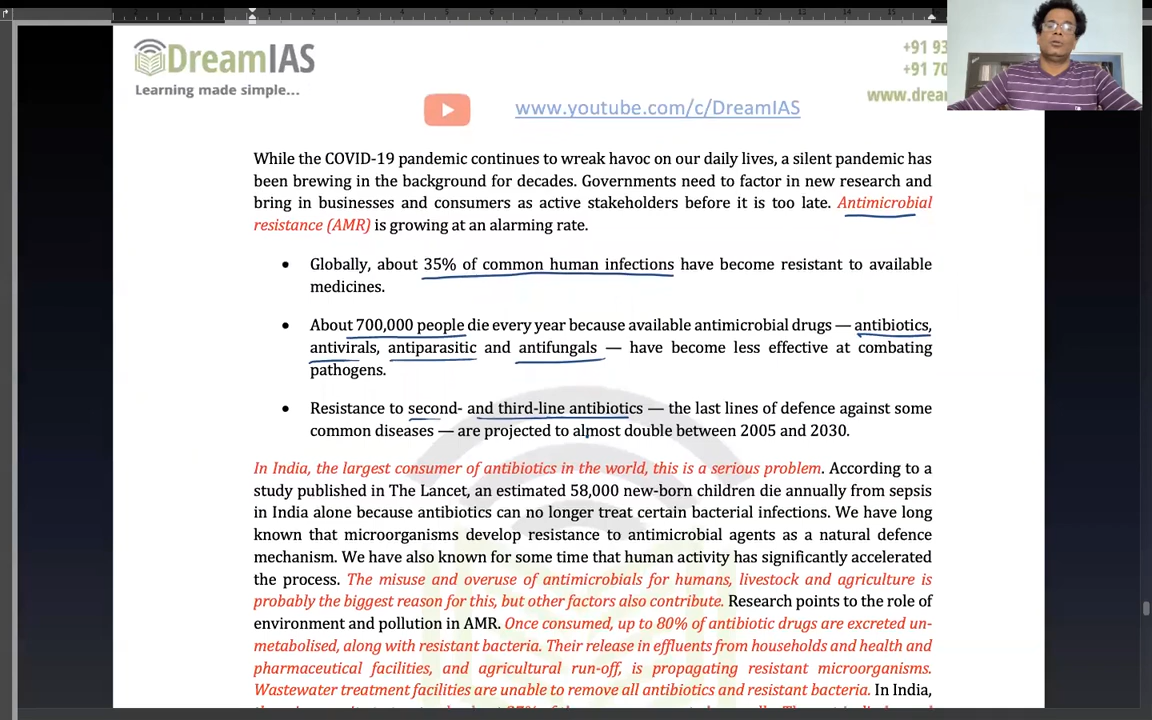 DreamIAS
Learning made simple...
+91 93
+91 70
www.drea
www.youtube.com/c/DreamIAS
While the COVID-19 pandemic continues to wreak havoc on our daily lives, a silent pandemic has
been brewing in the background for decades. Governments need to factor in new research and
bring in businesses and consumers as active stakeholders before it is too late. Antimicrobial
resistance (AMR) is growing at an alarming rate.
• Globally, about 35% of common human infections have become resistant to available
medicines.
• About 700,000 people die every year because available antimicrobial drugs — antibiotics,
antivirals, antiparasitic and antifungals — have become less effective at combating
pathogens.
• Resistance to second- and third-line antibiotics — the last lines of defence against some
common diseases — are projected to almost double between 2005 and 2030.
In India, the largest consumer of antibiotics in the world, this is a serious problem. According to a
study published in The Lancet, an estimated 58,000 new-born children die annually from sepsis
in India alone because antibiotics can no longer treat certain bacterial infections. We have long
known that microorganisms develop resistance to antimicrobial agents as a natural defence
mechanism. We have also known for some time that human activity has significantly accelerated
the process. The misuse and overuse of antimicrobials for humans, livestock and agriculture is
probably the biggest reason for this, but other factors also contribute. Research points to the role of
environment and pollution in AMR. Once consumed, up to 80% of antibiotic drugs are excreted un-
metabolised, along with resistant bacteria. Their release in effluents from households and health and
pharmaceutical facilities, and agricultural run-off, is propagating resistant microorganisms.
Wastewater treatment facilities are unable to remove all antibiotics and resistant bacteria. In India,